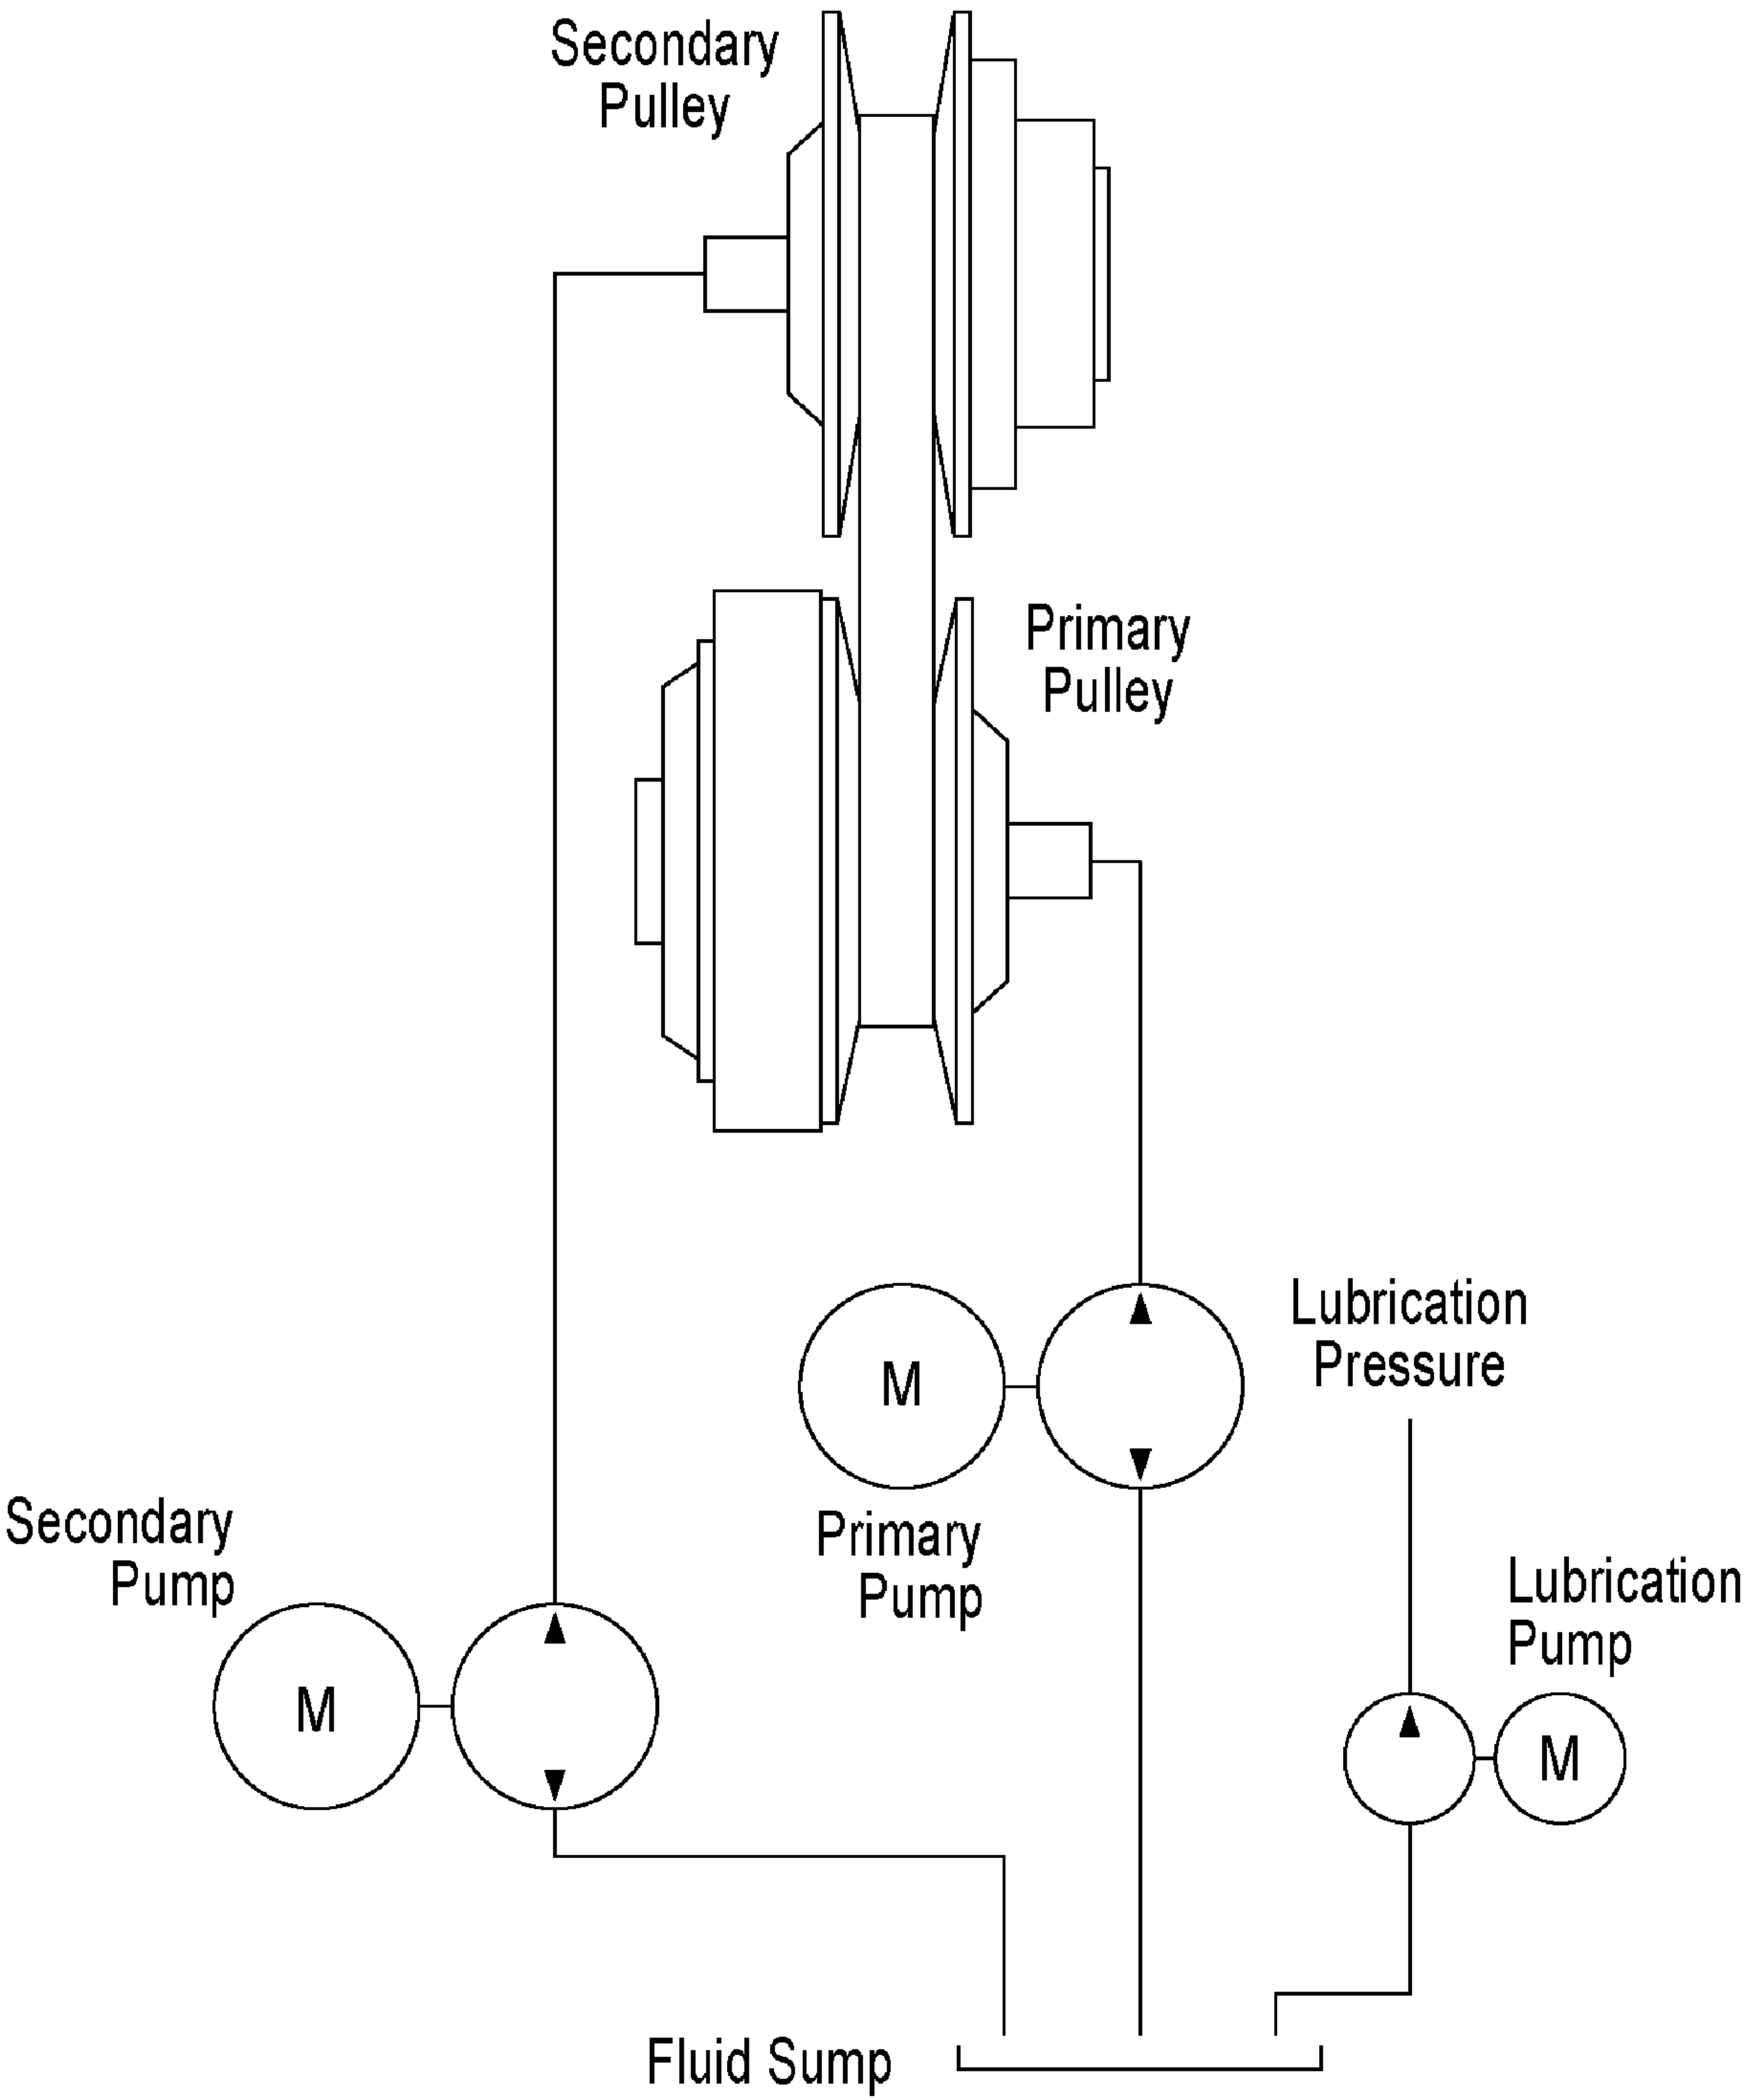 Secondary
Pulley
Primary
Pulley
Lubrication
Pressure
M
Secondary
Pump
Primary
Pump
Lubrication
Pump
M
M
Fluid Sump